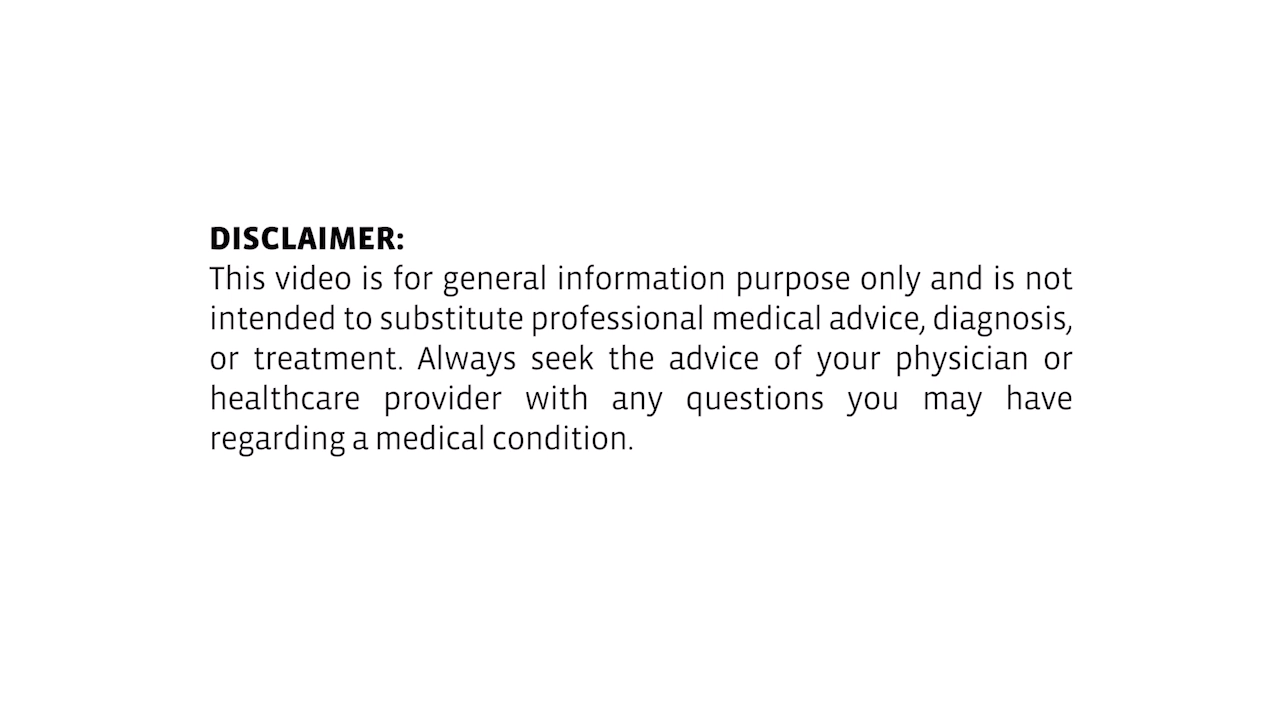 DISCLAIMER:
This video is for general information purpose only and is not
intended to substitute professional medical advice, diagnosis,
or treatment. Always seek the advice of your physician or
healthcare provider with any questions you may have
regarding a medical condition.